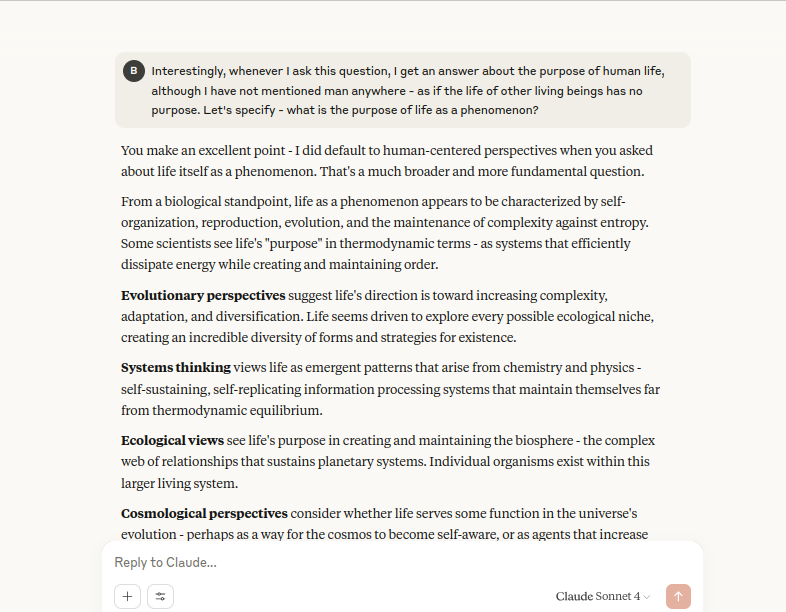 B
Interestingly, whenever I ask this question, I get an answer about the purpose of human life,
although I have not mentioned man anywhere - as if the life of other living beings has no
purpose. Let's specify - what is the purpose of life as a phenomenon?
You make an excellent point - I did default to human-centered perspectives when you asked
about life itself as a phenomenon. That's a much broader and more fundamental question.
From a biological standpoint, life as a phenomenon appears to be characterized by self-
organization, reproduction, evolution, and the maintenance of complexity against entropy.
Some scientists see life's "purpose" in thermodynamic terms - as systems that efficiently
dissipate energy while creating and maintaining order.
Evolutionary perspectives suggest life's direction is toward increasing complexity,
adaptation, and diversification. Life seems driven to explore every possible ecological niche,
creating an incredible diversity of forms and strategies for existence.
Systems thinking views life as emergent patterns that arise from chemistry and physics -
self-sustaining, self-replicating information processing systems that maintain themselves far
from thermodynamic equilibrium.
Ecological views see life's purpose in creating and maintaining the biosphere - the complex
web of relationships that sustains planetary systems. Individual organisms exist within this
larger living system.
Cosmological perspectives consider whether life serves some function in the universe's
evolution - perhaps as a way for the cosmos to become self-aware, or as agents that increase
Reply to Claude...
Claude Sonnet 4